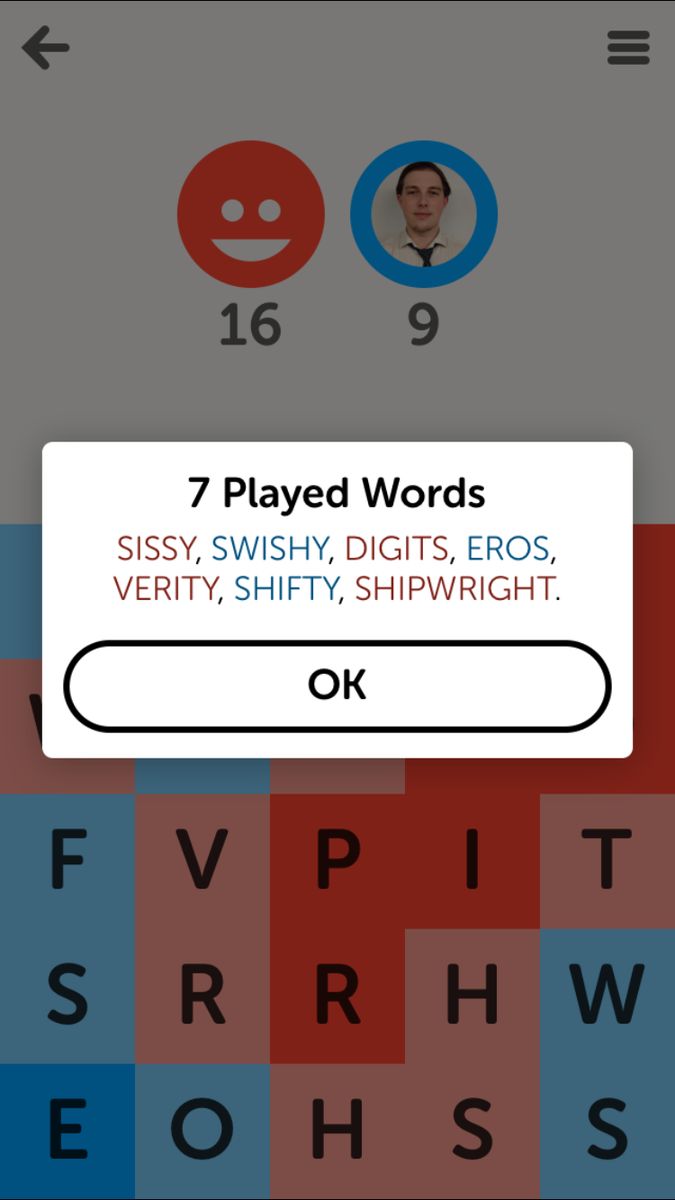 16 9
7 Played Words
SISSY, SWISHY, DIGITS, EROS,
VERITY, SHIFTY, SHIPWRIGHT.
OK
F V P I T
S R R H W
E O H S S